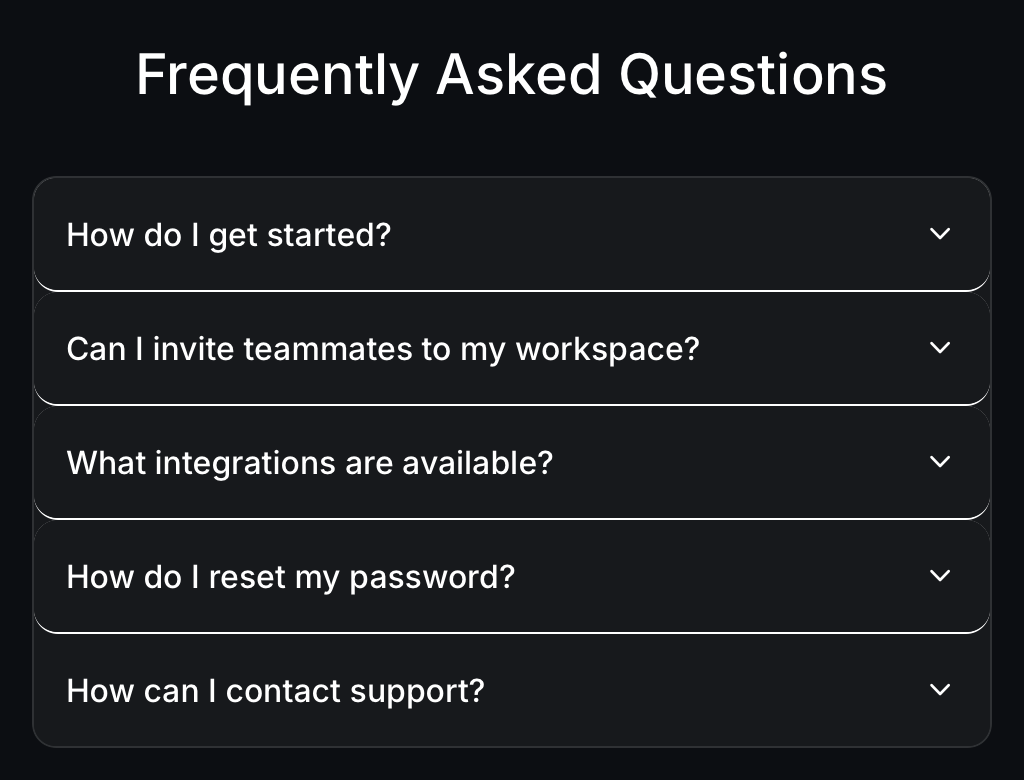 Frequently Asked Questions
How do I get started?
Can I invite teammates to my workspace?
What integrations are available?
How do I reset my password?
How can I contact support?